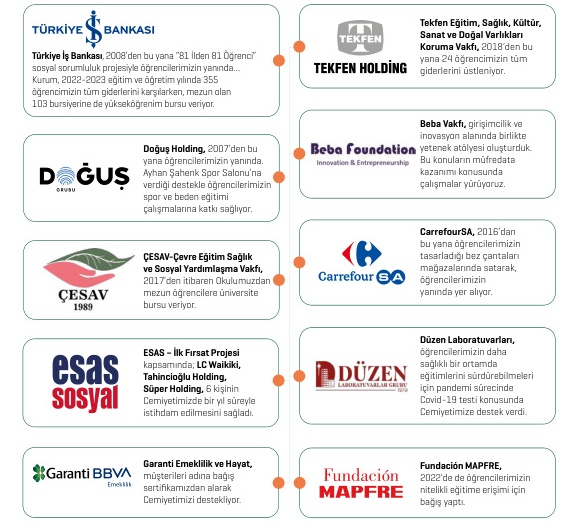 TÜRKİYE İŞ BANKASI
Türkiye İş Bankası, 2008'den bu yana "81 İlden 81 Öğrenci"
sosyal sorumluluk projesiyle öğrencilerimizin yanında...
Kurum, 2022-2023 eğitim ve öğretim yılında 355
öğrencimizin tüm giderlerini karşılarken, mezun olan
103 bursiyerine de yükseköğrenim bursu veriyor.
TEKFEN
TEKFEN HOLDİNG
Tekfen Eğitim, Sağlık, Kültür,
Sanat ve Doğal Varlıkları
Koruma Vakfı, 2018'den bu
yana 24 öğrencimizin tüm
giderlerini üstleniyor.
DOĞUŞ
GRUBU
Doğuş Holding, 2007'den bu
yana öğrencilerimizin yanında.
Ayhan Şahenk Spor Salonu'na
verdiği destekle öğrencilerimizin
spor ve beden eğitimi
çalışmalarına katkı sağlıyor.
Beba Foundation
Innovation & Entrepreneurship
Beba Vakfı, girişimcilik ve
inovasyon alanında birlikte
yetenek atölyesi oluşturduk.
Bu konuların müfredata
kazanımı konusunda
çalışmalar yürüyoruz.
ÇESAV
1989
ÇESAV-Çevre Eğitim Sağlık
ve Sosyal Yardımlaşma Vakfı,
2017'den itibaren Okulumuzdan
mezun öğrencilere üniversite
bursu veriyor.
Carrefour SA
CarrefourSA, 2016'dan
bu yana öğrencilerimizin
tasarladığı bez çantaları
mağazalarında satarak,
öğrencilerimizin
yanında yer alıyor.
esas
sosyal
ESAS – İlk Fırsat Projesi
kapsamında; LC Waikiki,
Tahincioğlu Holding,
Süper Holding, 6 kişinin
Cemiyetimizde bir yıl süreyle
istihdam edilmesini sağladı.
DÜZEN
LABORATUVARLAR GRUBU
1975
Düzen Laboratuvarları,
öğrencilerimizin daha
sağlıklı bir ortamda
eğitimlerini sürdürebilmeleri
için pandemi sürecinde
Covid-19 testi konusunda
Cemiyetimize destek verdi.
Garanti BBVA
Emeklilik
Garanti Emeklilik ve Hayat,
müşterileri adına bağış
sertifikamızdan alarak
Cemiyetimizi destekliyor.
Fundación
MAPFRE
Fundación MAPFRE,
2022'de de öğrencilerimizin
nitelikli eğitime erişimi için
bağış yaptı.